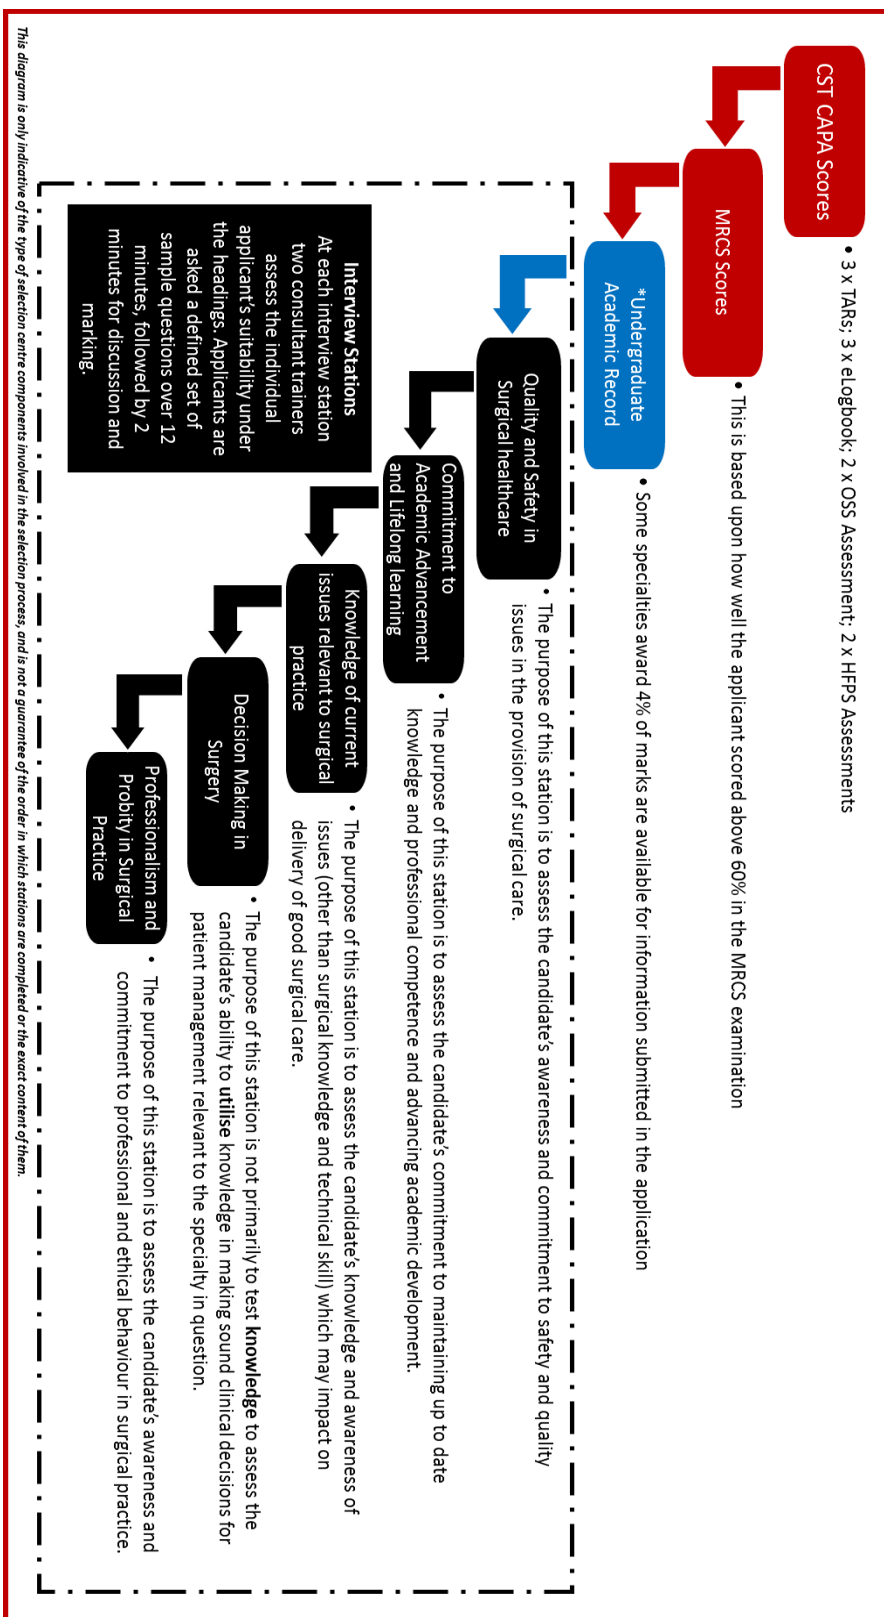 CST CAPA Scores
• 3 x TARs; 3 x eLogbook; 2 x OSS Assessment; 2 x HFPS Assessments
MRCS Scores
• This is based upon how well the applicant scored above 60% in the MRCS examination
*Undergraduate
Academic Record
• Some specialties award 4% of marks are available for information submitted in the application
Quality and Safety in
Surgical healthcare
• The purpose of this station is to assess the candidate's awareness and commitment to safety and quality
issues in the provision of surgical care.
Commitment to
Academic Advancement
and Lifelong learning
• The purpose of this station is to assess the candidate's commitment to maintaining up to date
knowledge and professional competence and advancing academic development.
Knowledge of current
issues relevant to surgical
practice
• The purpose of this station is to assess the candidate's knowledge and awareness of
issues (other than surgical knowledge and technical skill) which may impact on
delivery of good surgical care.
Decision Making in
Surgery
• The purpose of this station is not primarily to test knowledge to assess the
candidate's ability to utilise knowledge in making sound clinical decisions for
patient management relevant to the specialty in question.
Professionalism and
Probity in Surgical
Practice
• The purpose of this station is to assess the candidate's awareness and
commitment to professional and ethical behaviour in surgical practice.
Interview Stations
At each interview station
two consultant trainers
assess the individual
applicant's suitability under
the headings. Applicants are
asked a defined set of
sample questions over 12
minutes, followed by 2
minutes for discussion and
marking.
This diagram is only indicative of the type of selection centre components involved in the selection process, and is not a guarantee of the order in which stations are completed or the exact content of them.